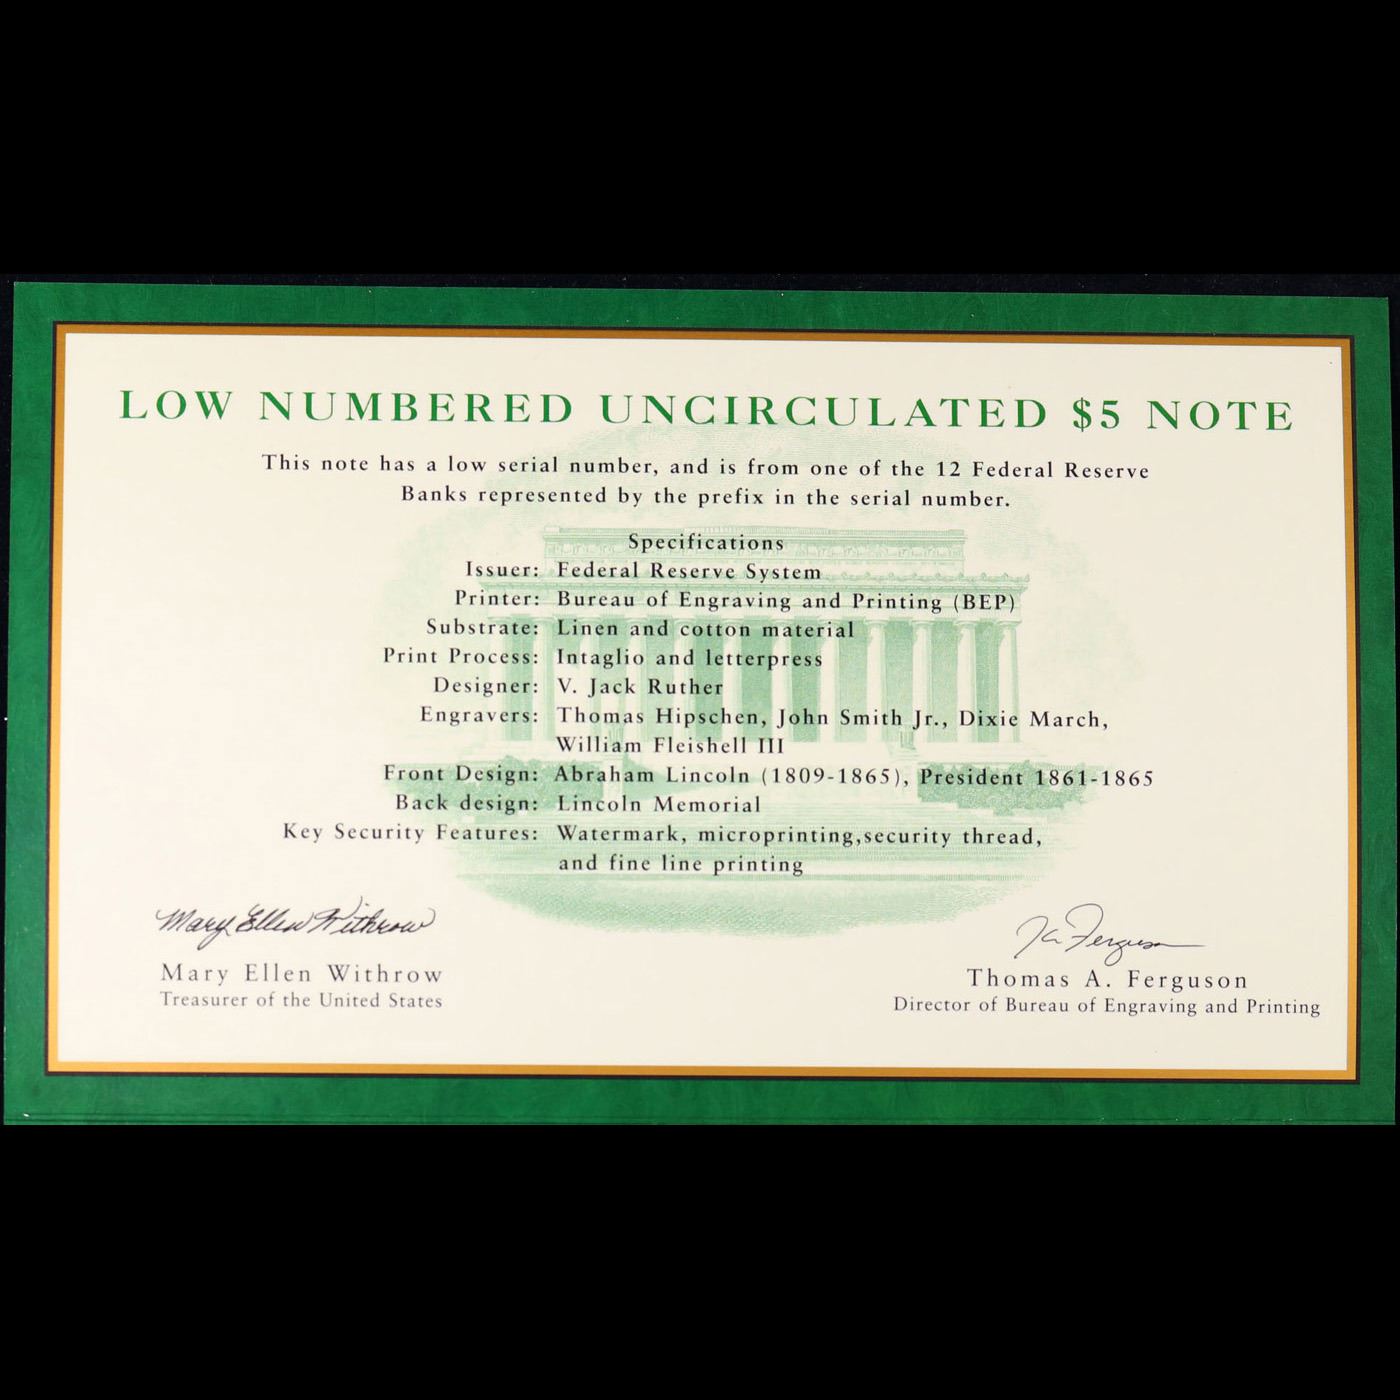 LOW NUMBERED UNCIRCULATED $5 NOTE
This note has a low serial number, and is from one of the 12 Federal Reserve
Banks represented by the prefix in the serial number.
Specifications
Issuer: Federal Reserve System
Printer: Bureau of Engraving and Printing (BEP)
Substrate: Linen and cotton material
Print Process: Intaglio and letterpress
Designer: V. Jack Ruther
Engravers: Thomas Hipschen, John Smith Jr., Dixie March,
William Fleishell III
Front Design: Abraham Lincoln (1809-1865), President 1861-1865
Back design: Lincoln Memorial
Key Security Features: Watermark, microprinting,security thread,
and fine line printing
Mary Ellen Withrow
Mary Ellen Withrow
Treasurer of the United States
Ferguson
Thomas A. Ferguson
Director of Bureau of Engraving and Printing